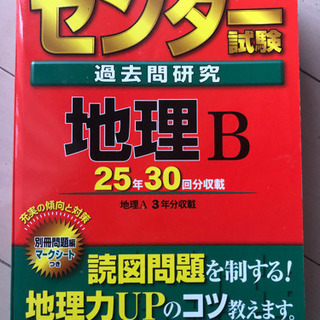 センター
試験
過去問研究
地理B
25年30回分収載
地理A 3年分収載
充実の傾向と対策
別冊問題編
マークシート
つき
読図問題を制する!
地理力UPのコツ教えます。